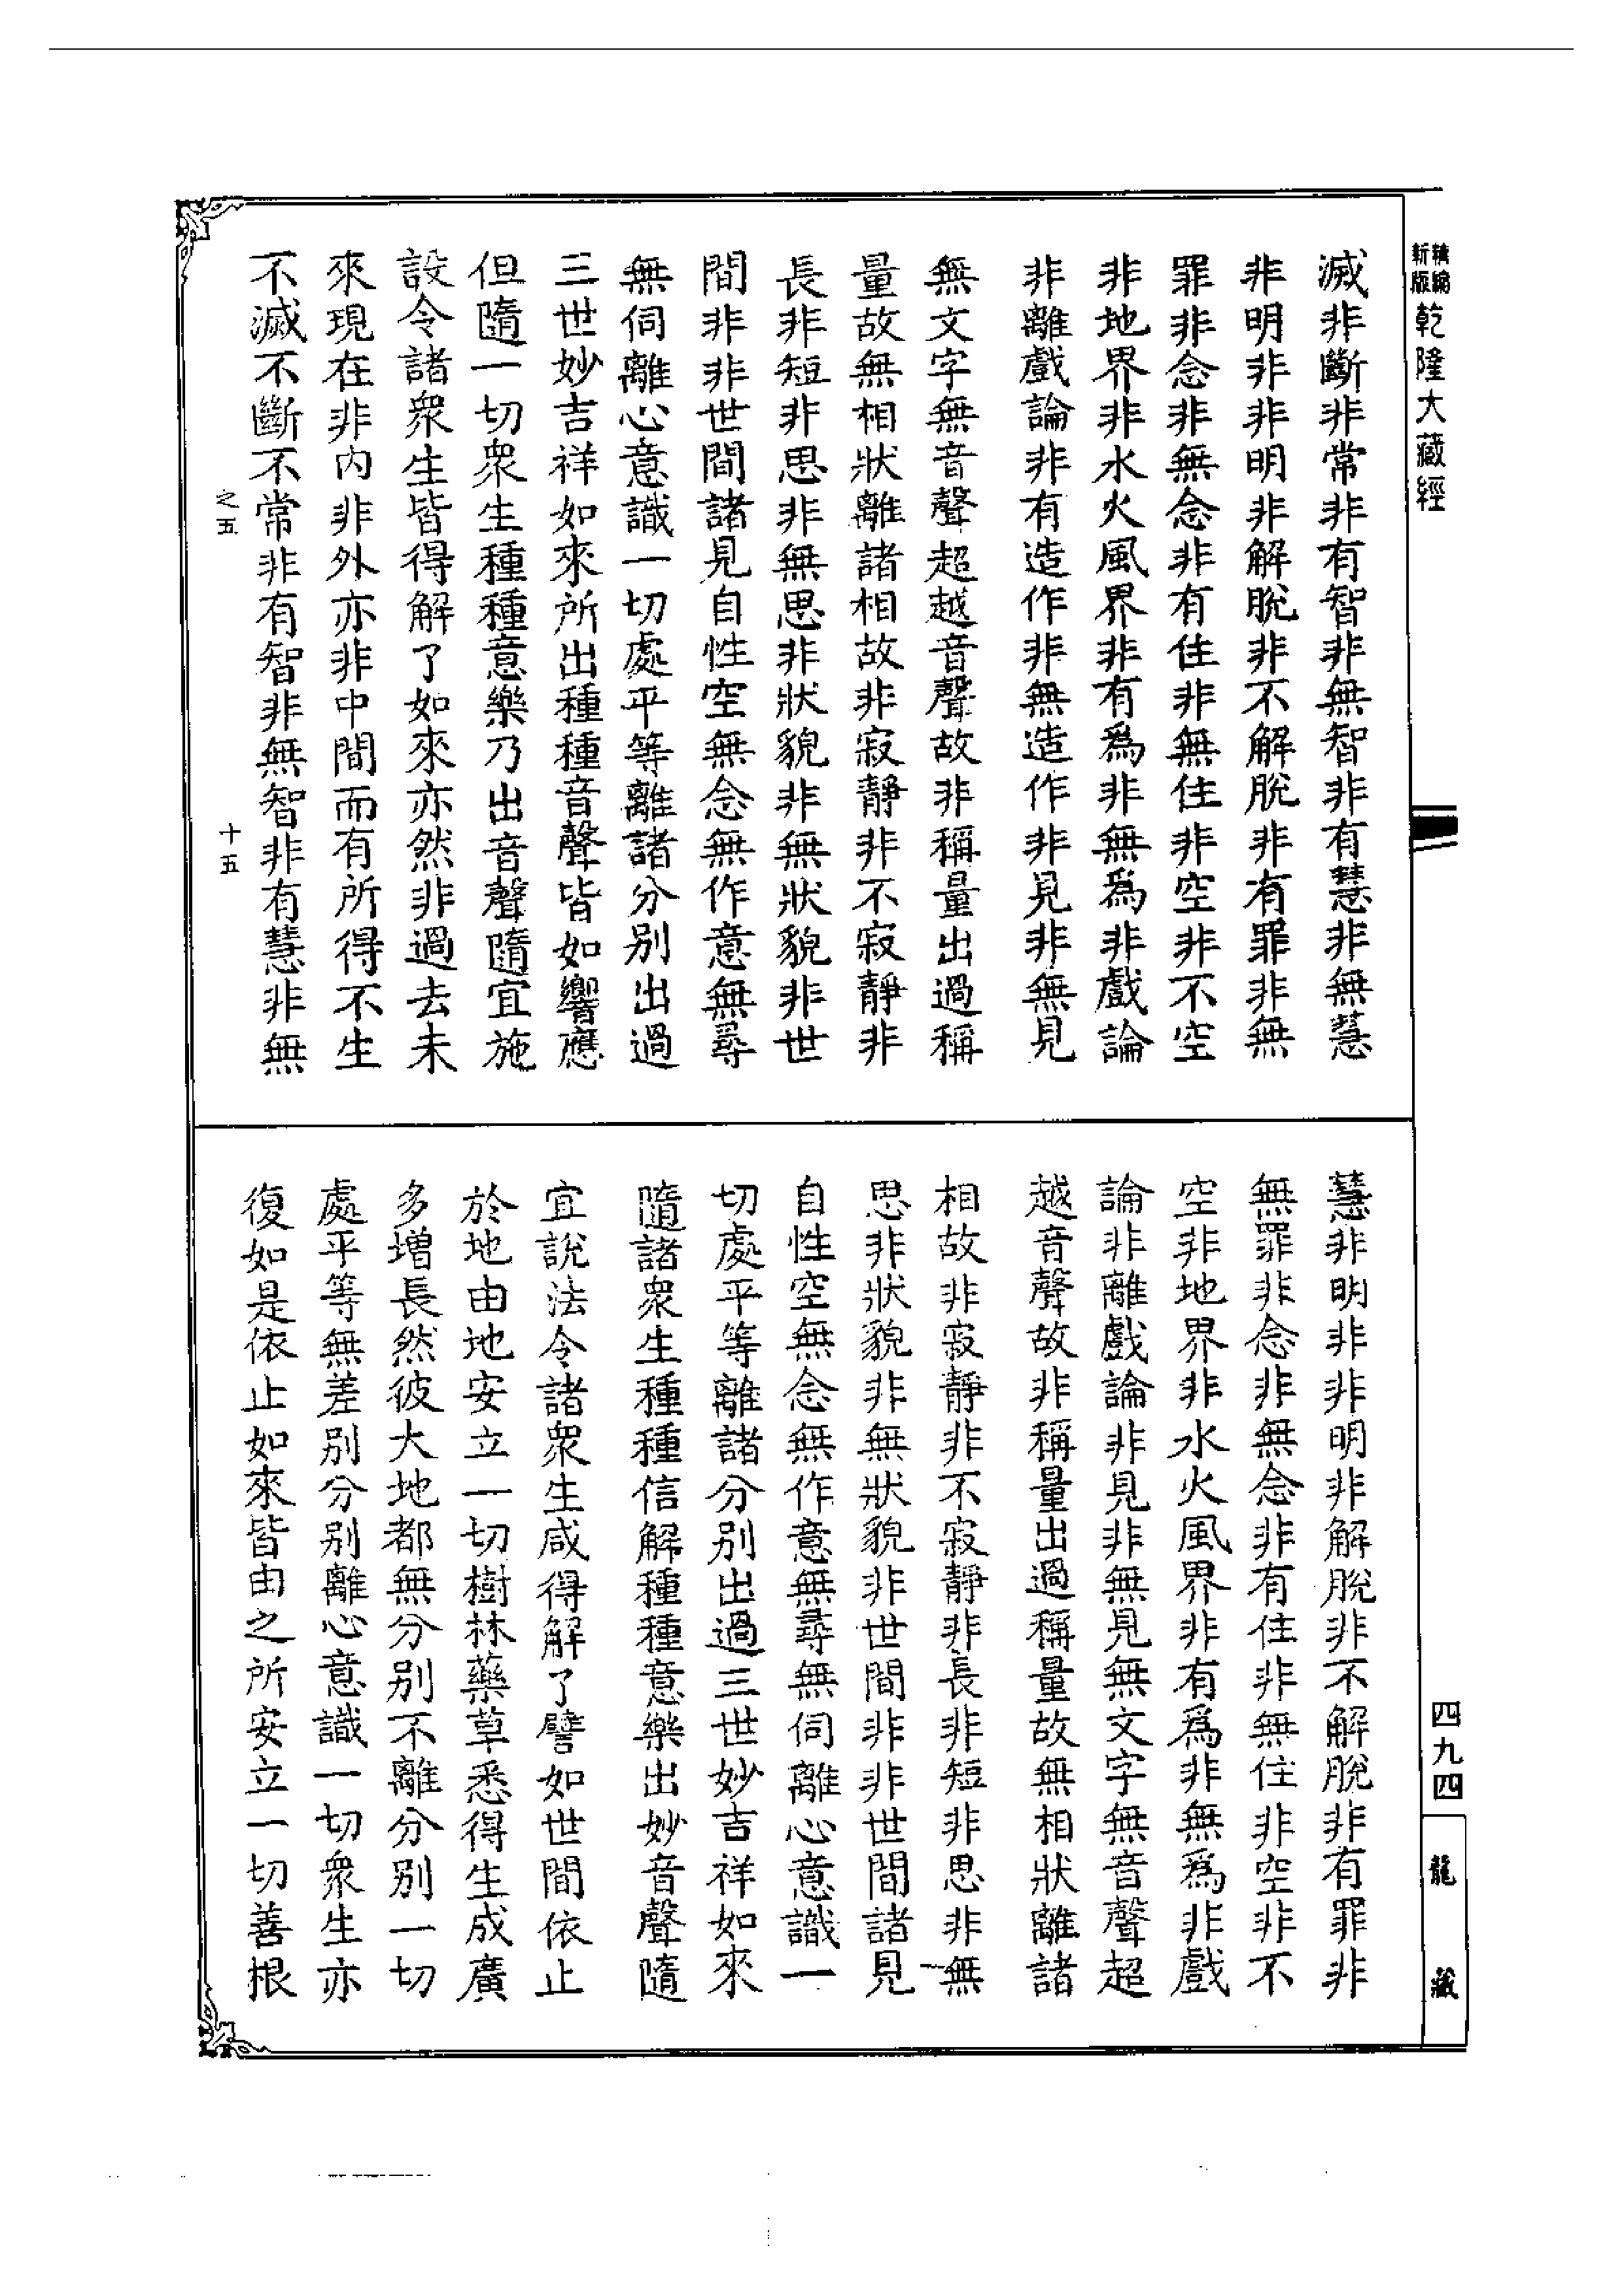 精編
新版
乾隆大藏經
滅非斷非常非有智非無智非有慧非無慧
非明非非明非解脫非不解脫非有罪非無
罪非念非無念非有住非無住非空非不空
非地界非水火風界非有爲非無爲非戲論
非離戲論非有造作非無造作非見非無見
無文字無音聲超越音聲故非稱量出過稱
量故無相狀離諸相故非寂靜非不寂靜非
長非短非思非無思非狀貌非無狀貌非世
間非非世間諸見自性空無念無作意無尋
無伺離心意識一切處平等離諸分別出過
三世妙吉祥如來所出種種音聲皆如響應
但隨一切衆生種種意樂乃出音聲隨宜施
設令諸衆生皆得解了如來亦然非過去未
來現在非內非外亦非中間而有所得不生
不滅不斷不常非有智非無智非有慧非無
之五
十五
慧非明非非明非解脫非不解脫非有罪非
無罪非念非無念非有住非無住非空非不
空非地界非水火風界非有爲非無爲非戲
論非離戲論非見非無見無文字無音聲超
越音聲故非稱量出過稱量故無相狀離諸
相故非寂靜非不寂靜非長非短非思非無
思非狀貌非無狀貌非世間非非世間諸見
自性空無念無作意無尋無伺離心意識一
切處平等離諸分別出過三世妙吉祥如來
隨諸衆生種種信解種種意樂出妙音聲隨
宜說法令諸衆生咸得解了譬如世間依止
於地由地安立一切樹林藥草悉得生成廣
多增長然彼大地都無分別不離分別一切
處平等無差別分別離心意識一切衆生亦
復如是依止如來皆由之所安立一切善根
四九四
龍藏